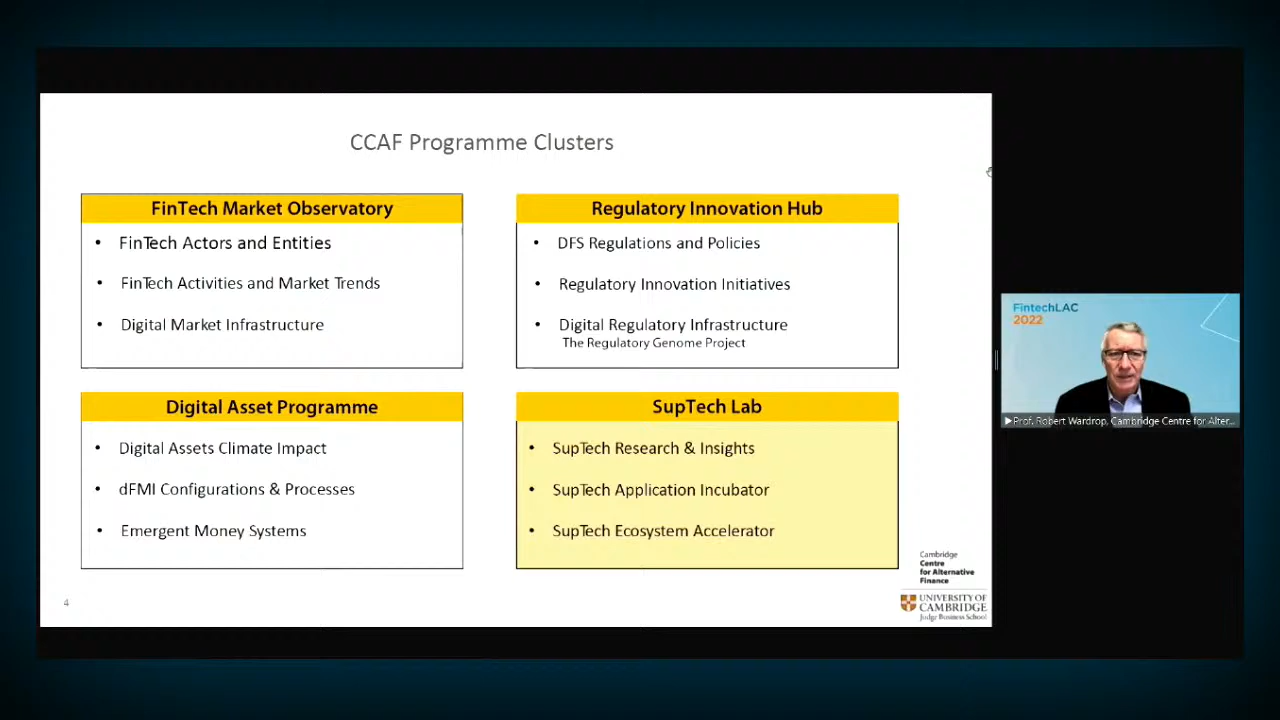 CCAF Programme Clusters
FinTech Market Observatory
• FinTech Actors and Entities
• FinTech Activities and Market Trends
• Digital Market Infrastructure
Regulatory Innovation Hub
• DFS Regulations and Policies
• Regulatory Innovation Initiatives
• Digital Regulatory Infrastructure
The Regulatory Genome Project
Digital Asset Programme
• Digital Assets Climate Impact
• dFMI Configurations & Processes
• Emergent Money Systems
SupTech Lab
• SupTech Research & Insights
• SupTech Application Incubator
• SupTech Ecosystem Accelerator
4
Cambridge
Centre
for Alternative
Finance
UNIVERSITY OF
CAMBRIDGE
Judge Business School
FintechLAC
2022
Prof. Robert Wardrop, Cambridge Centre for Alter...